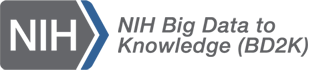 NIH
NIH Big Data to
Knowledge (BD2K)